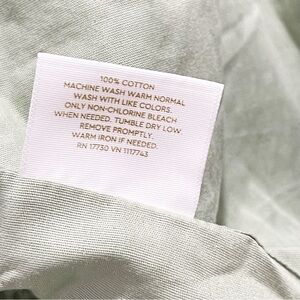 100% COTTON
MACHINE WASH WARM NORMAL
WASH WITH LIKE COLORS.
ONLY NON-CHLORINE BLEACH
WHEN NEEDED. TUMBLE DRY LOW
REMOVE PROMPTLY.
WARM IRON IF NEEDED.
RN 17730 VN 1117743